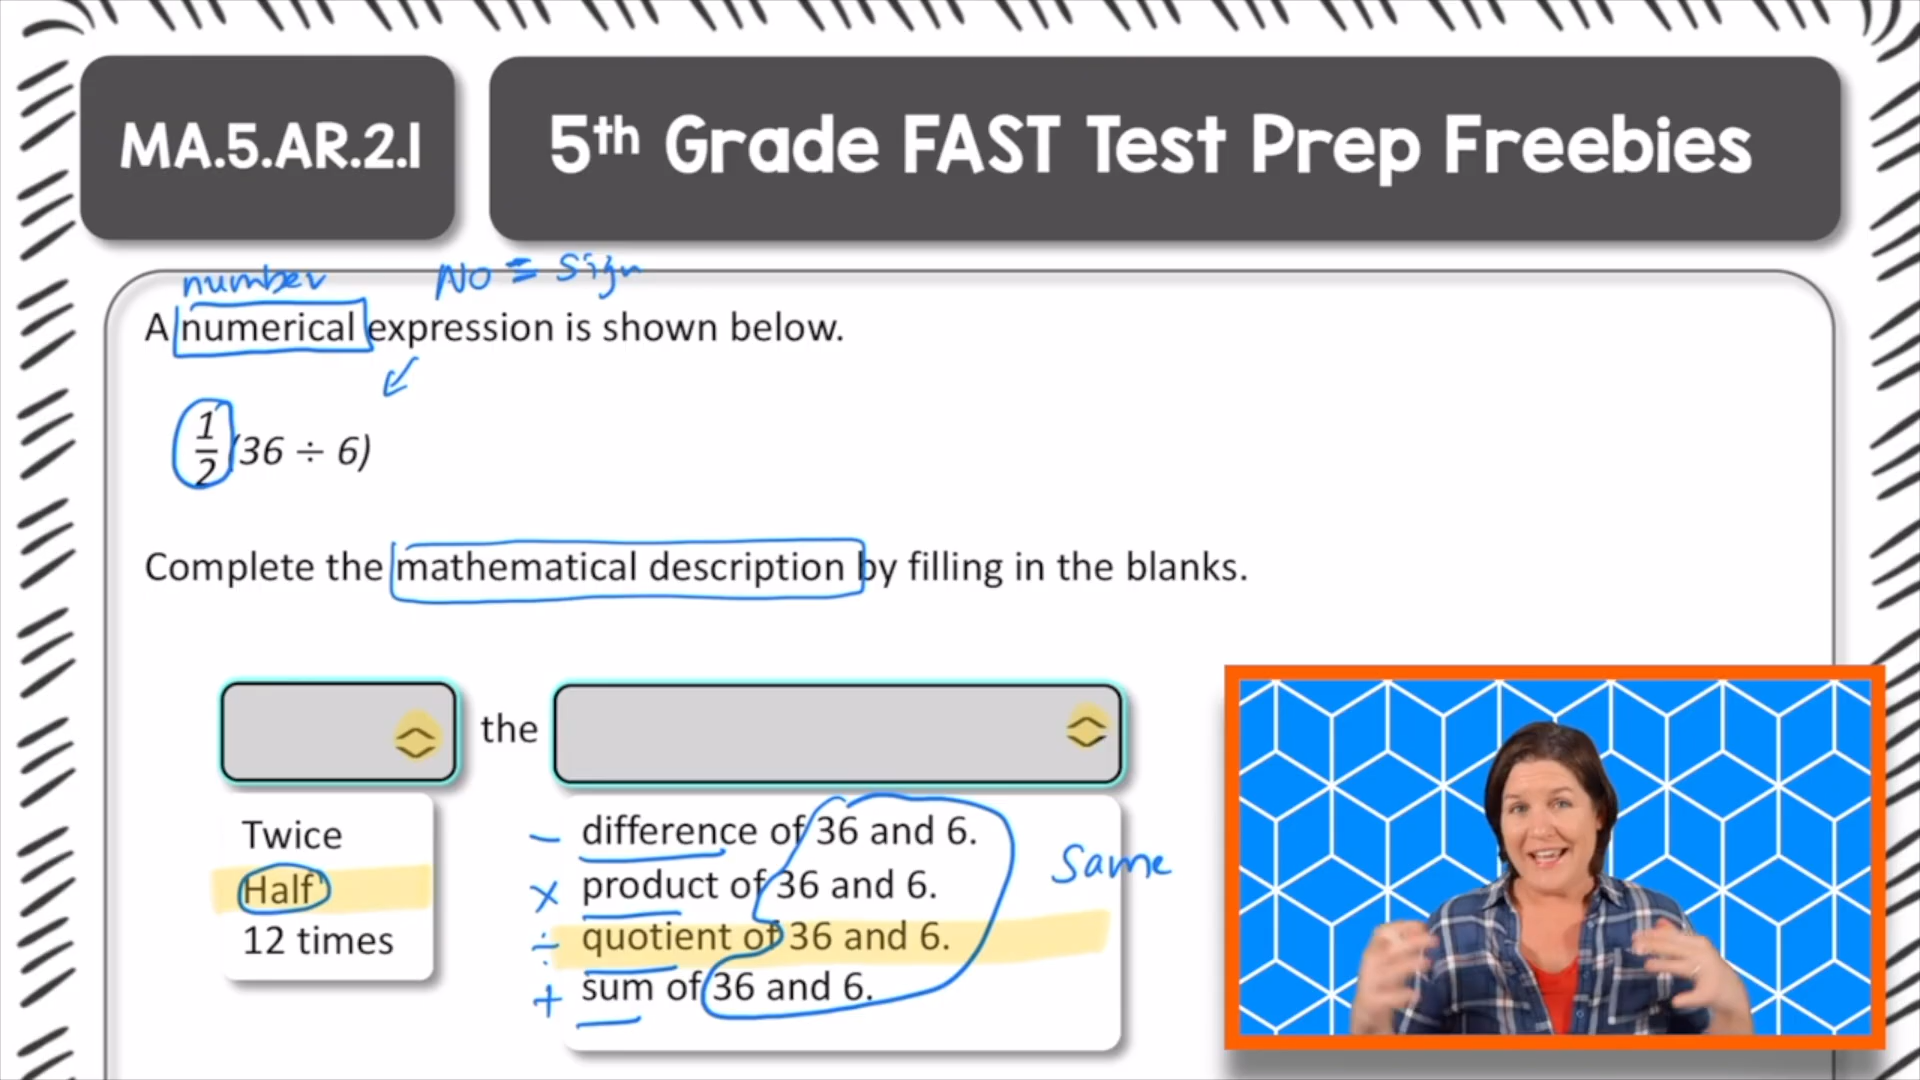 MA.5.AR.2.1
5th Grade FAST Test Prep Freebies
number
No = Sign
A numerical expression is shown below.
1/2 (36 ÷ 6)
Complete the mathematical description by filling in the blanks.
the
Twice
Half
12 times
− difference of 36 and 6.
× product of 36 and 6.
÷ quotient of 36 and 6.
+ sum of 36 and 6.
Same